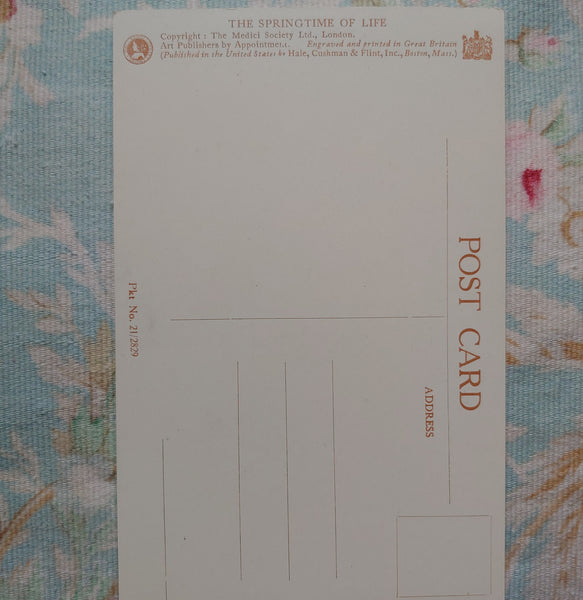 THE SPRINGTIME OF LIFE
Copyright : The Medici Society Ltd., London.
Art Publishers by Appointment. Engraved and printed in Great Britain
(Published in the United States by Hale, Cushman & Flint, Inc., Boston, Mass.)
POST CARD
ADDRESS
Pkt No. 21/2829